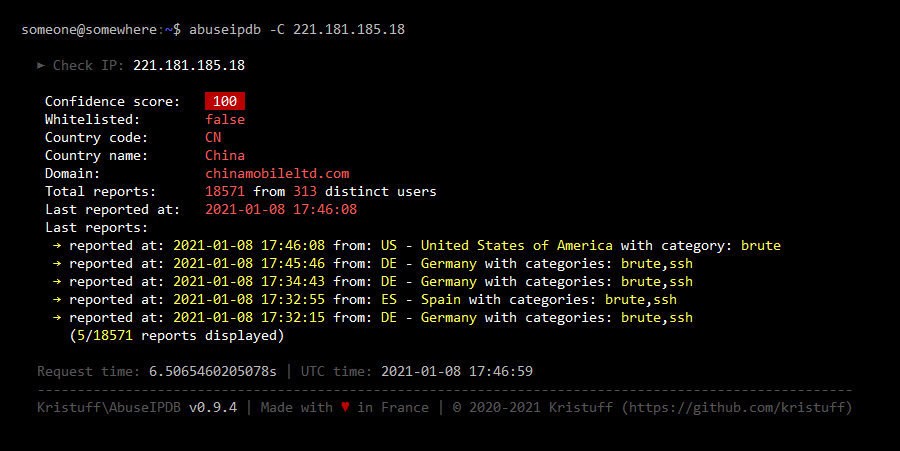 someone@somewhere:~$ abuseipdb -C 221.181.185.18
► Check IP: 221.181.185.18
Confidence score: 100
Whitelisted: false
Country code: CN
Country name: China
Domain: chinamobileltd.com
Total reports: 18571 from 313 distinct users
Last reported at: 2021-01-08 17:46:08
Last reports:
→ reported at: 2021-01-08 17:46:08 from: US - United States of America with category: brute
→ reported at: 2021-01-08 17:45:46 from: DE - Germany with categories: brute,ssh
→ reported at: 2021-01-08 17:34:43 from: DE - Germany with categories: brute,ssh
→ reported at: 2021-01-08 17:32:55 from: ES - Spain with categories: brute,ssh
→ reported at: 2021-01-08 17:32:15 from: DE - Germany with categories: brute,ssh
(5/18571 reports displayed)
Request time: 6.5065460205078s | UTC time: 2021-01-08 17:46:59
------------------------------------------------------------------------------------------------------
Kristuff\AbuseIPDB v0.9.4 | Made with ♥ in France | © 2020-2021 Kristuff (https://github.com/kristuff)